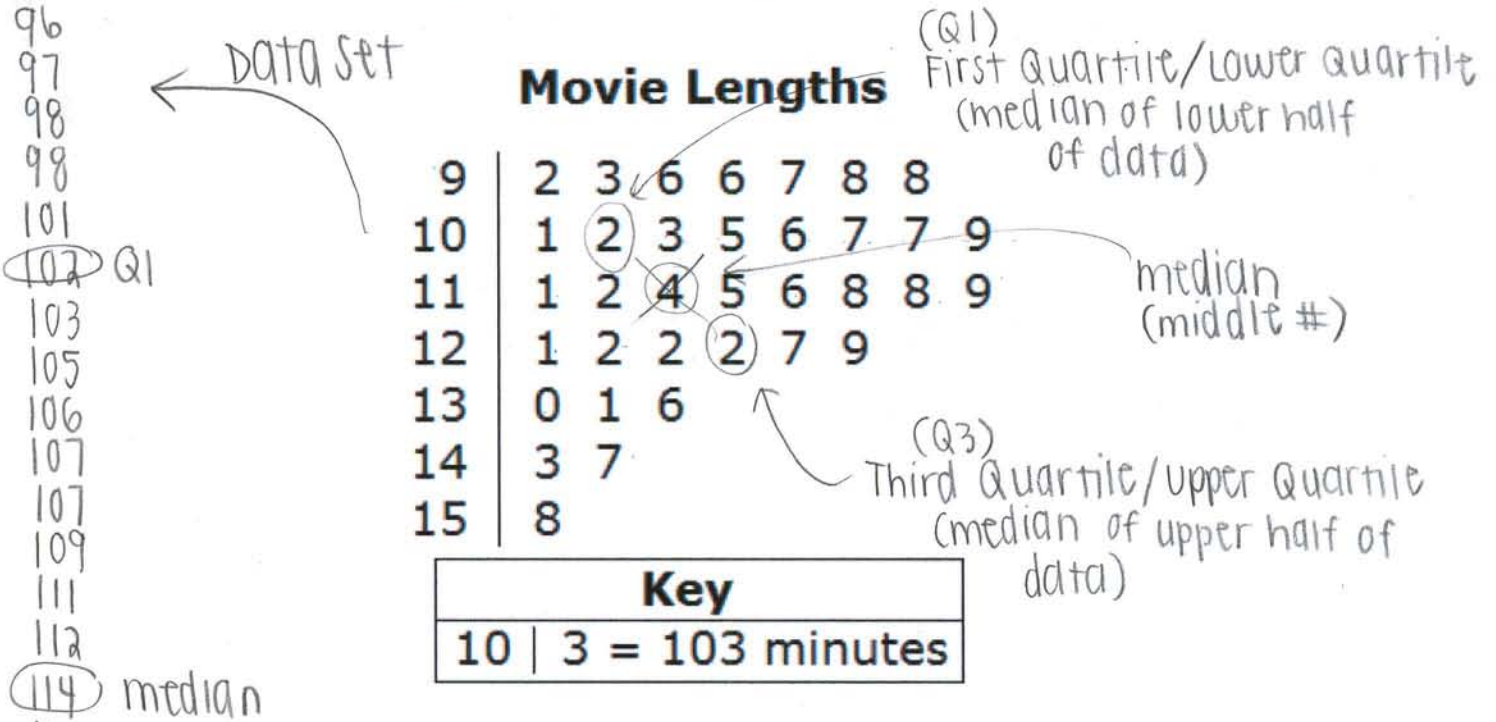 96
97
98
98
101
102 Q1
103
105
106
107
107
109
111
112
114 median
Data Set
Movie Lengths
(Q1)
First Quartile/Lower Quartile
(median of lower half
of data)
9 | 2 3 6 6 7 8 8
10 | 1 2 3 5 6 7 7 9
11 | 1 2 4 5 6 8 8 9
12 | 1 2 2 2 7 9
13 | 0 1 6
14 | 3 7
15 | 8
median
(middle #)
(Q3)
Third Quartile/upper Quartile
(median of upper half of
data)
Key
10 | 3 = 103 minutes